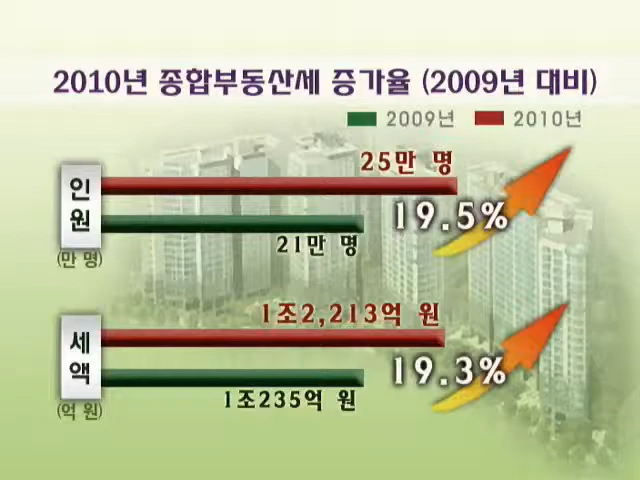 2010년 종합부동산세 증가율 (2009년 대비)
2009년 2010년
인원
(만 명)
25만 명
21만 명
19.5%
세액
(억 원)
1조2,213억 원
1조235억 원
19.3%